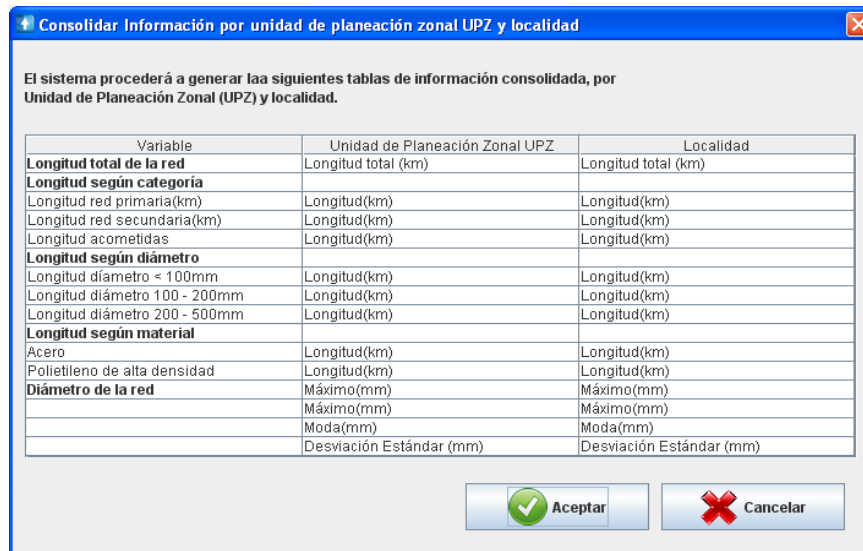 Consolidar Información por unidad de planeación zonal UPZ y localidad
El sistema procederá a generar laa siguientes tablas de información consolidada, por
Unidad de Planeación Zonal (UPZ) y localidad.
Variable Unidad de Planeación Zonal UPZ Localidad
Longitud total de la red Longitud total (km) Longitud total (km)
Longitud según categoría
Longitud red primaria(km) Longitud(km) Longitud(km)
Longitud red secundaria(km) Longitud(km) Longitud(km)
Longitud acometidas Longitud(km) Longitud(km)
Longitud según diámetro
Longitud díametro < 100mm Longitud(km) Longitud(km)
Longitud diámetro 100 - 200mm Longitud(km) Longitud(km)
Longitud diámetro 200 - 500mm Longitud(km) Longitud(km)
Longitud según material
Acero Longitud(km) Longitud(km)
Polietileno de alta densidad Longitud(km) Longitud(km)
Diámetro de la red Máximo(mm) Máximo(mm)
Máximo(mm) Máximo(mm)
Moda(mm) Moda(mm)
Desviación Estándar (mm) Desviación Estándar (mm)
Aceptar Cancelar